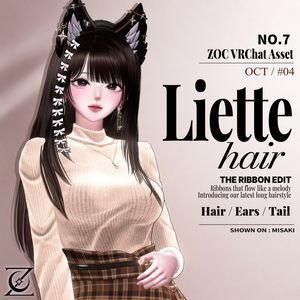 NO.7
ZOC VRChat Asset
OCT / #04
Liette
hair
THE RIBBON EDIT
Ribbons that flow like a melody
Introducing our latest long hairstyle
Hair / Ears / Tail
SHOWN ON : MISAKI